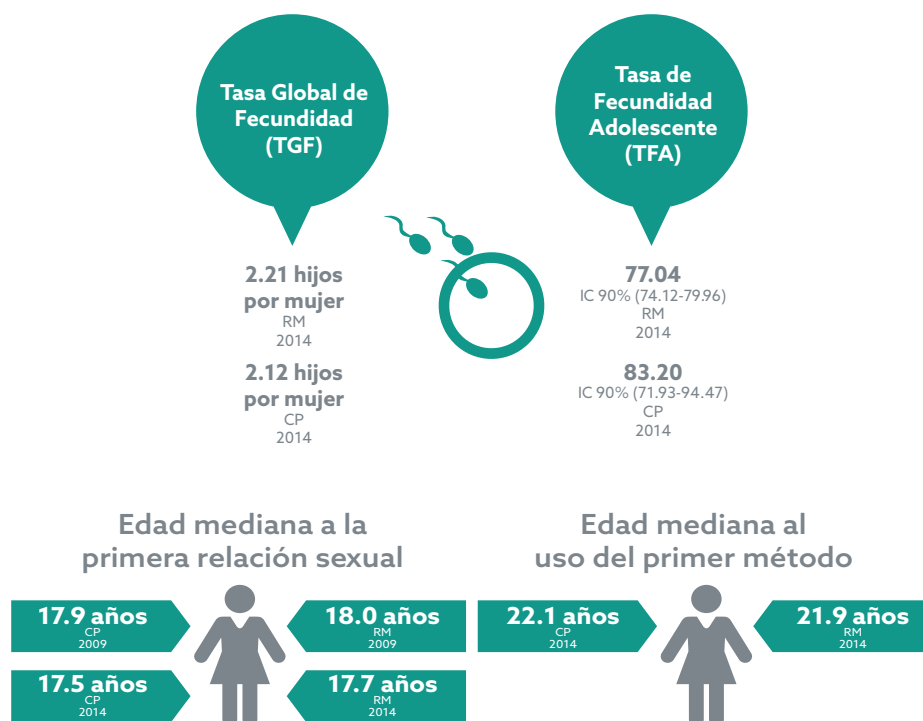 Tasa Global de
Fecundidad
(TGF)
Tasa de
Fecundidad
Adolescente
(TFA)
2.21 hijos
por mujer
RM
2014
2.12 hijos
por mujer
CP
2014
77.04
IC 90% (74.12-79.96)
RM
2014
83.20
IC 90% (71.93-94.47)
CP
2014
Edad mediana a la
primera relación sexual
17.9 años
CP
2009
18.0 años
RM
2009
17.5 años
CP
2014
17.7 años
RM
2014
Edad mediana al
uso del primer método
22.1 años
CP
2014
21.9 años
RM
2014